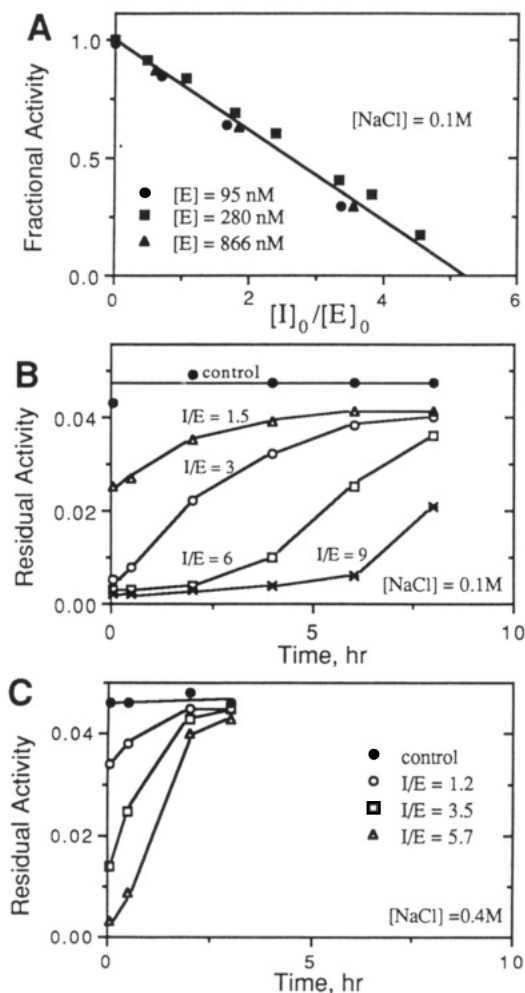 A
Fractional Activity
1.0
0.5
0.0
[NaCl] = 0.1M
[E] = 95 nM
[E] = 280 nM
[E] = 866 nM
0
2
4
6
[I]0/[E]0
B
Residual Activity
0.04
0.02
0.00
control
I/E = 1.5
I/E = 3
I/E = 6
I/E = 9
[NaCl] = 0.1M
0
5
10
Time, hr
C
Residual Activity
0.04
0.02
0.00
control
I/E = 1.2
I/E = 3.5
I/E = 5.7
[NaCl] =0.4M
0
5
10
Time, hr